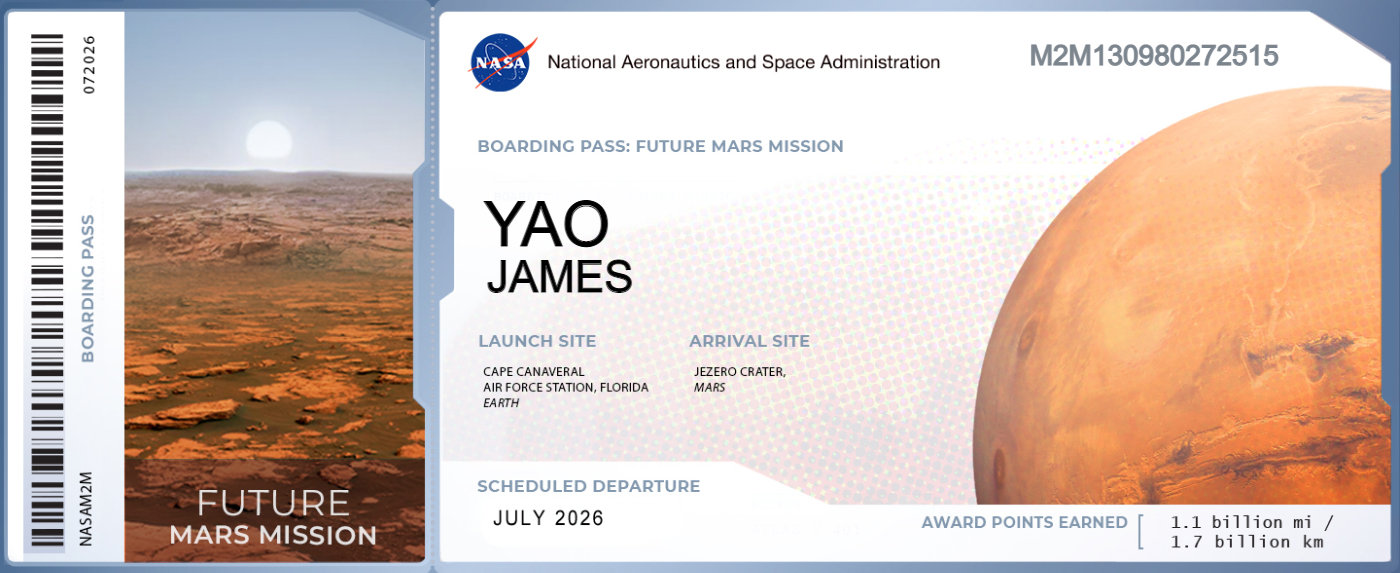 072026
BOARDING PASS
NASAM2M
FUTURE
MARS MISSION
NASA
National Aeronautics and Space Administration
M2M130980272515
BOARDING PASS: FUTURE MARS MISSION
YAO
JAMES
LAUNCH SITE
CAPE CANAVERAL
AIR FORCE STATION, FLORIDA
EARTH
ARRIVAL SITE
JEZERO CRATER,
MARS
SCHEDULED DEPARTURE
JULY 2026
AWARD POINTS EARNED
1.1 billion mi /
1.7 billion km